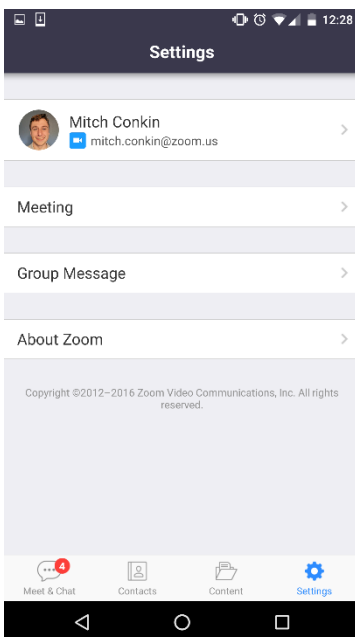 12:28
Settings
Mitch Conkin
mitch.conkin@zoom.us
Meeting
Group Message
About Zoom
Copyright ©2012–2016 Zoom Video Communications, Inc. All rights
reserved.
4
Meet & Chat Contacts Content Settings